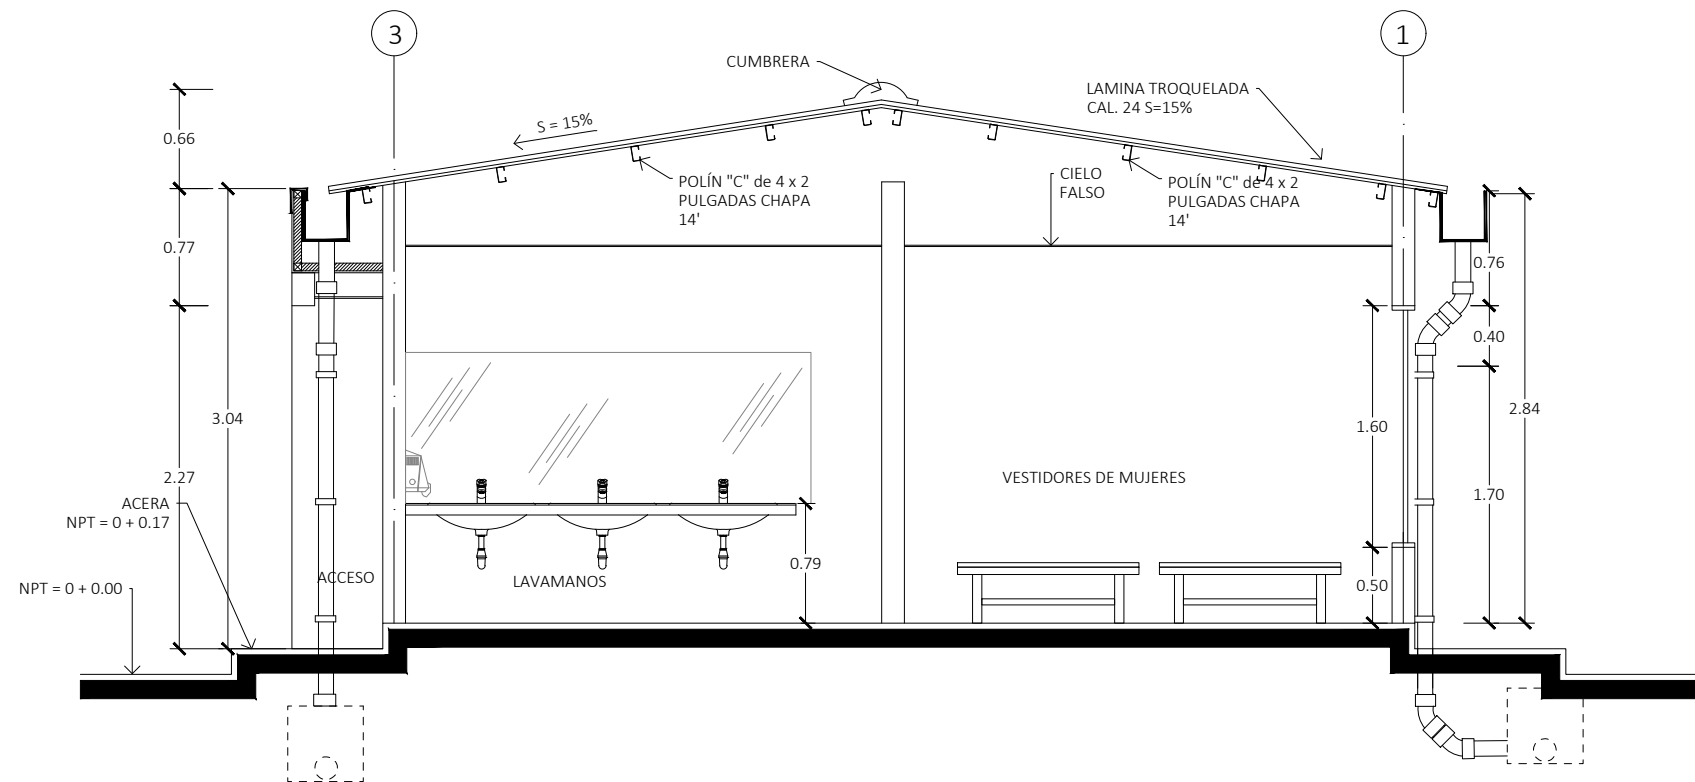 3
1
CUMBRERA
LAMINA TROQUELADA
CAL. 24 S=15%
S = 15%
0.66
CIELO
FALSO
POLÍN "C" de 4 x 2
PULGADAS CHAPA
14'
POLÍN "C" de 4 x 2
PULGADAS CHAPA
14'
0.77
0.76
0.40
3.04
2.84
1.60
2.27
VESTIDORES DE MUJERES
1.70
ACERA
NPT = 0 + 0.17
0.79
ACCESO
LAVAMANOS
0.50
NPT = 0 + 0.00